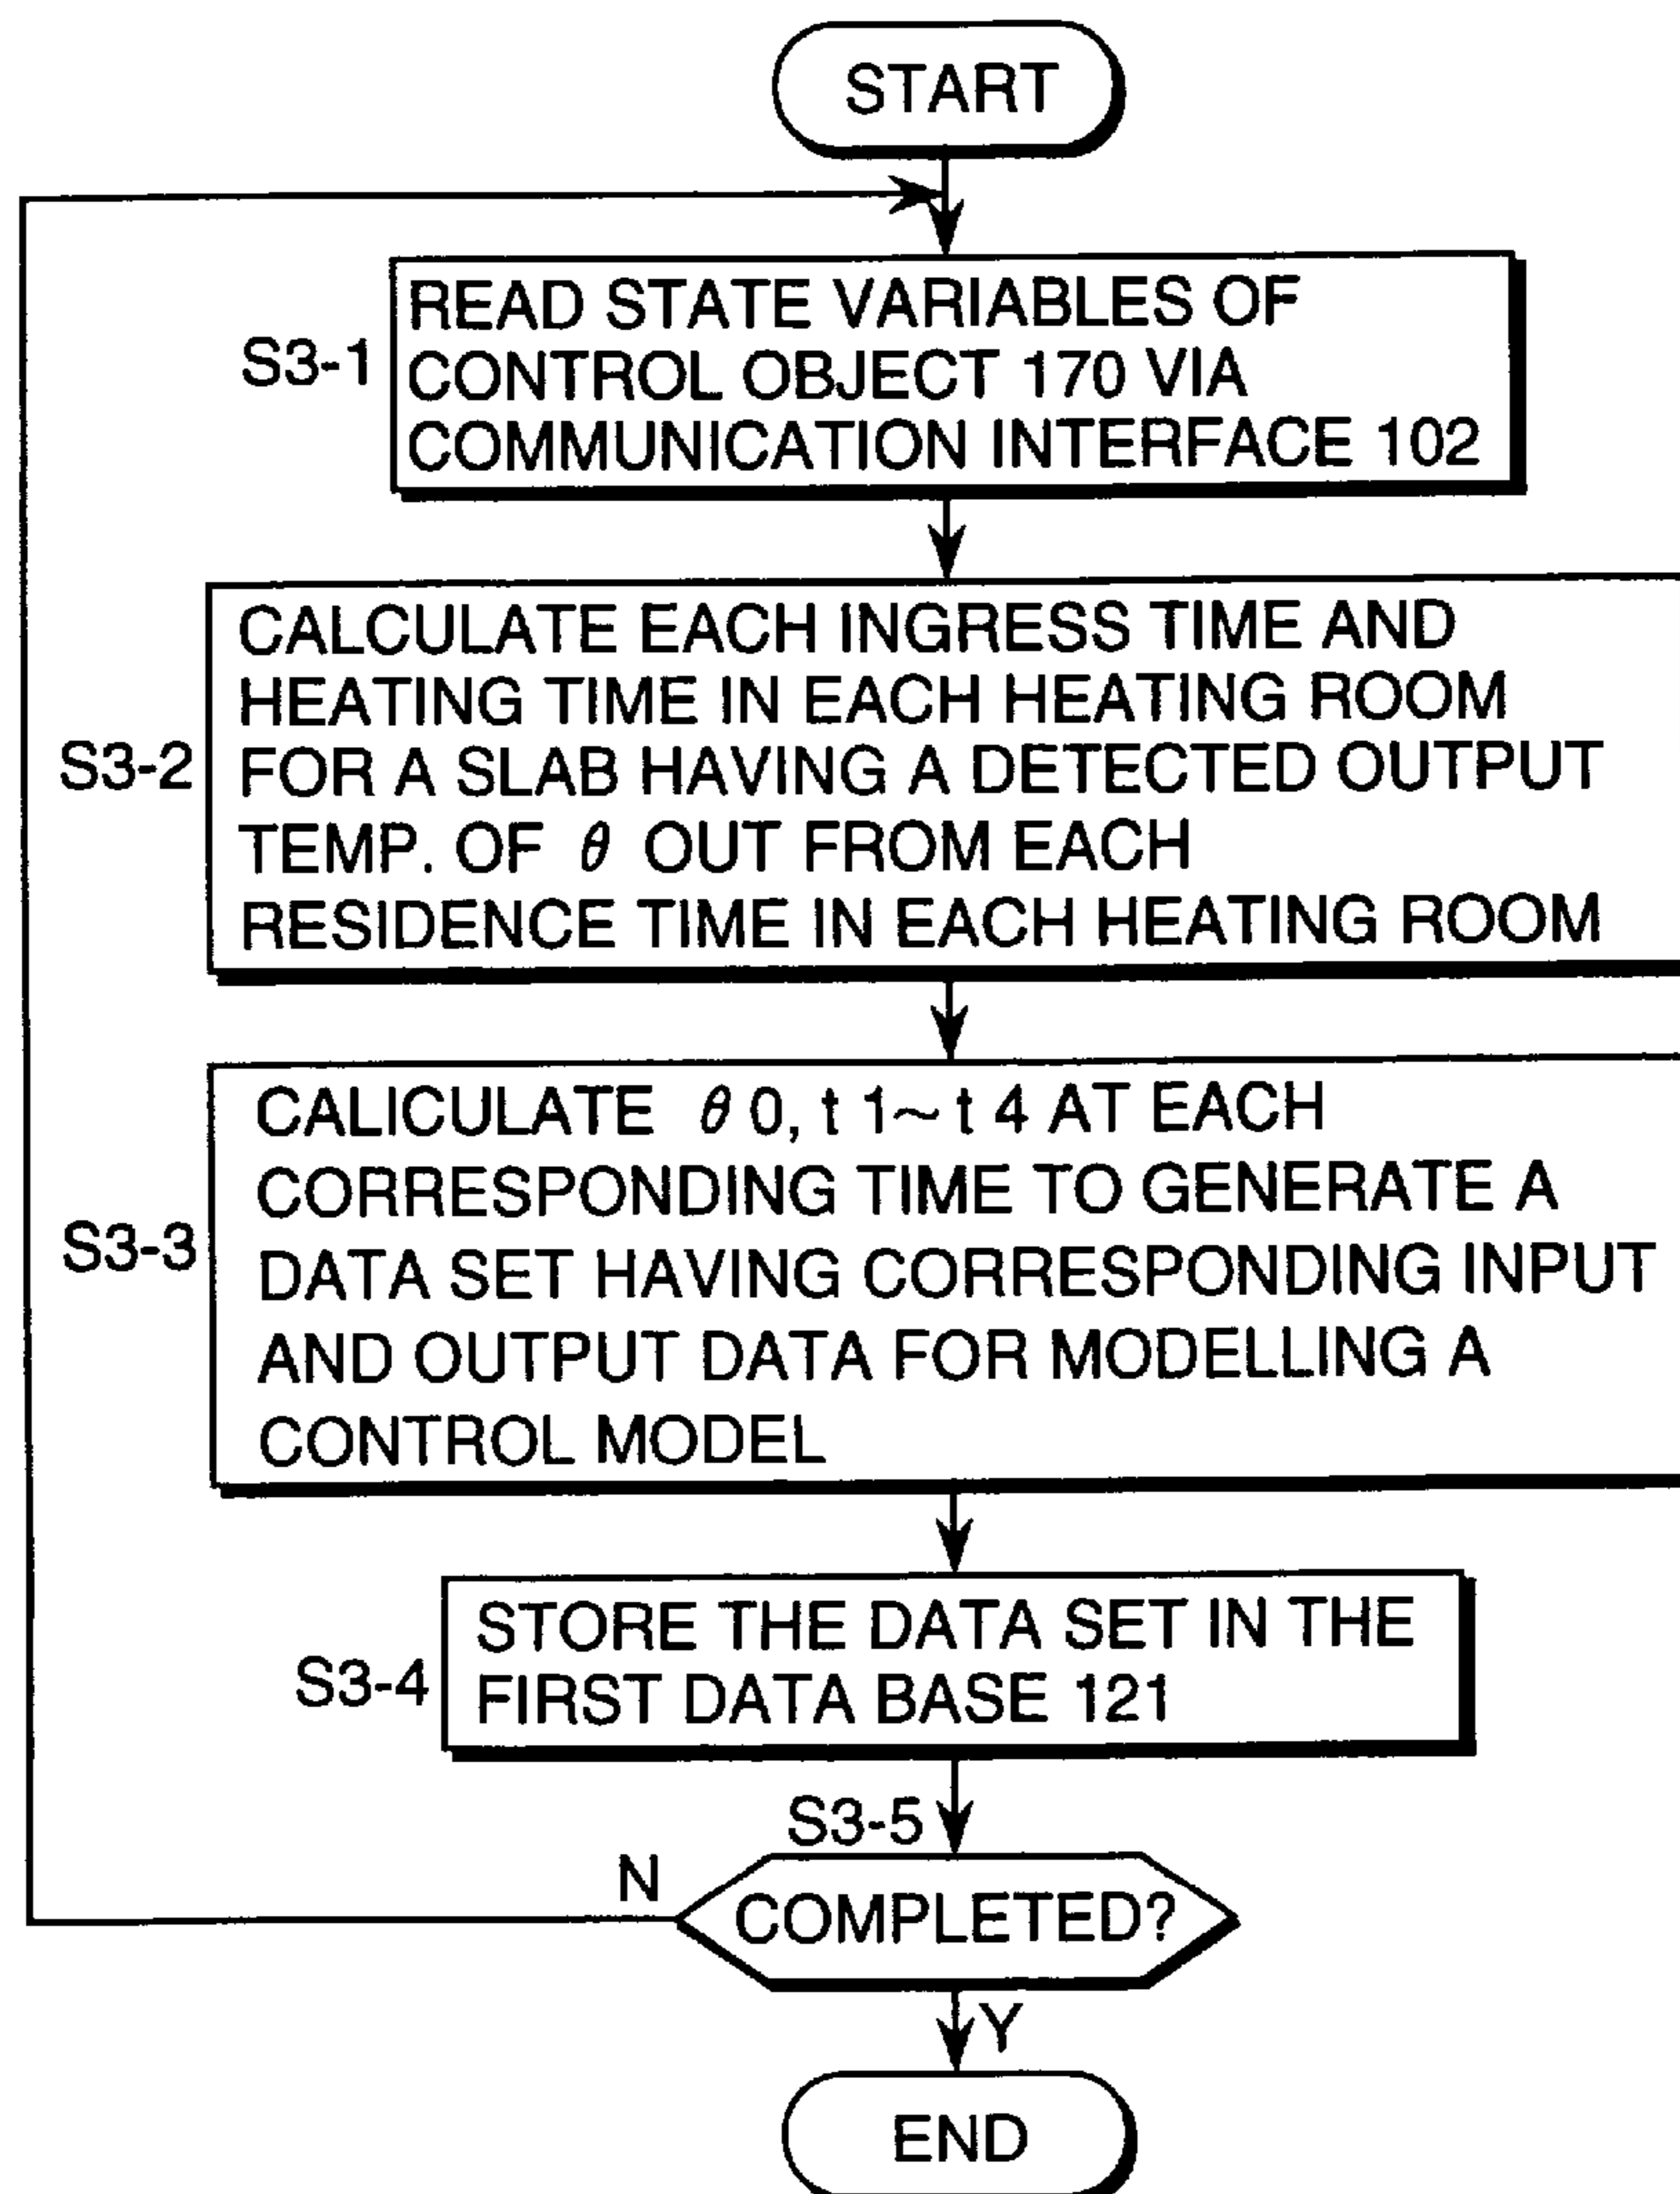 START
S3-1
READ STATE VARIABLES OF
CONTROL OBJECT 170 VIA
COMMUNICATION INTERFACE 102
S3-2
CALCULATE EACH INGRESS TIME AND
HEATING TIME IN EACH HEATING ROOM
FOR A SLAB HAVING A DETECTED OUTPUT
TEMP. OF θ OUT FROM EACH
RESIDENCE TIME IN EACH HEATING ROOM
S3-3
CALICULATE θ 0, t 1~t 4 AT EACH
CORRESPONDING TIME TO GENERATE A
DATA SET HAVING CORRESPONDING INPUT
AND OUTPUT DATA FOR MODELLING A
CONTROL MODEL
S3-4
STORE THE DATA SET IN THE
FIRST DATA BASE 121
S3-5
N
COMPLETED?
Y
END